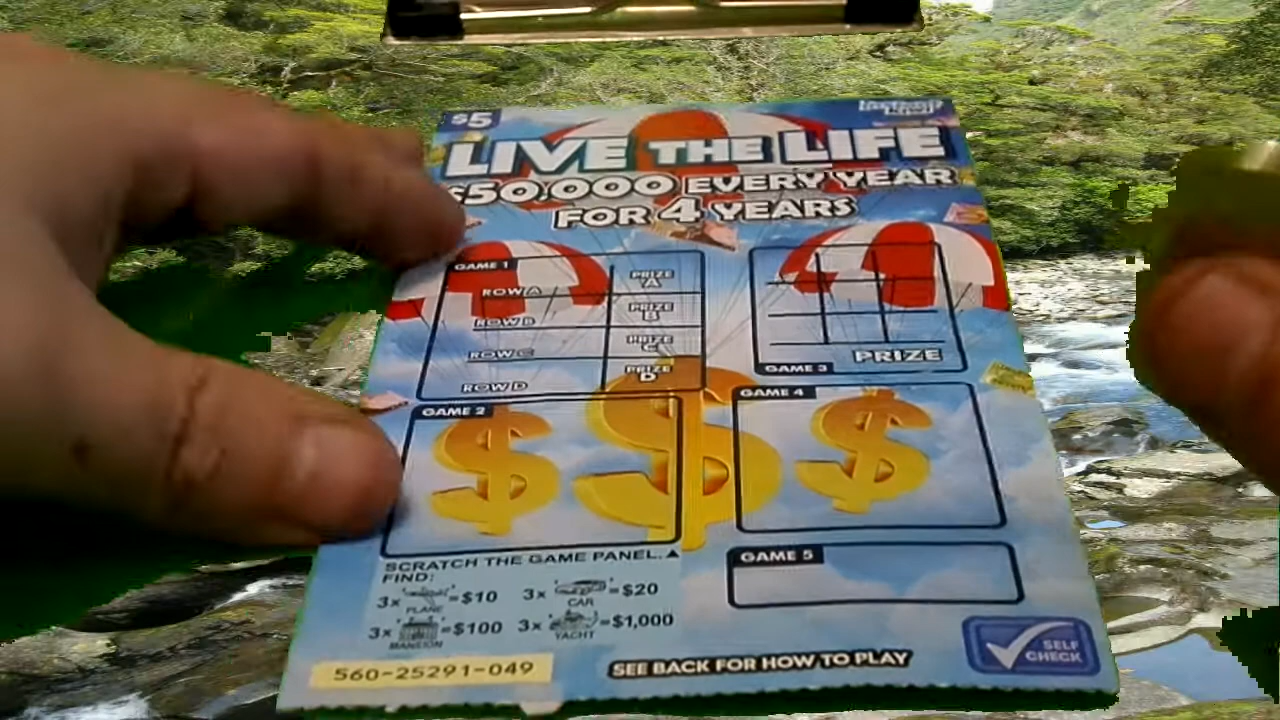 $5
Instant Kiwi
LIVE THE LIFE
$50,000 EVERY YEAR
FOR 4 YEARS
GAME 1
PRIZE A
ROW A
PRIZE B
ROW B
PRIZE C
ROW C
PRIZE D
ROW D
PRIZE
GAME 3
GAME 2
GAME 4
SCRATCH THE GAME PANEL.
FIND:
3x PLANE =$10 3x CAR =$20
3x MANSION =$100 3x YACHT =$1,000
GAME 5
SELF CHECK
560-25291-049
SEE BACK FOR HOW TO PLAY